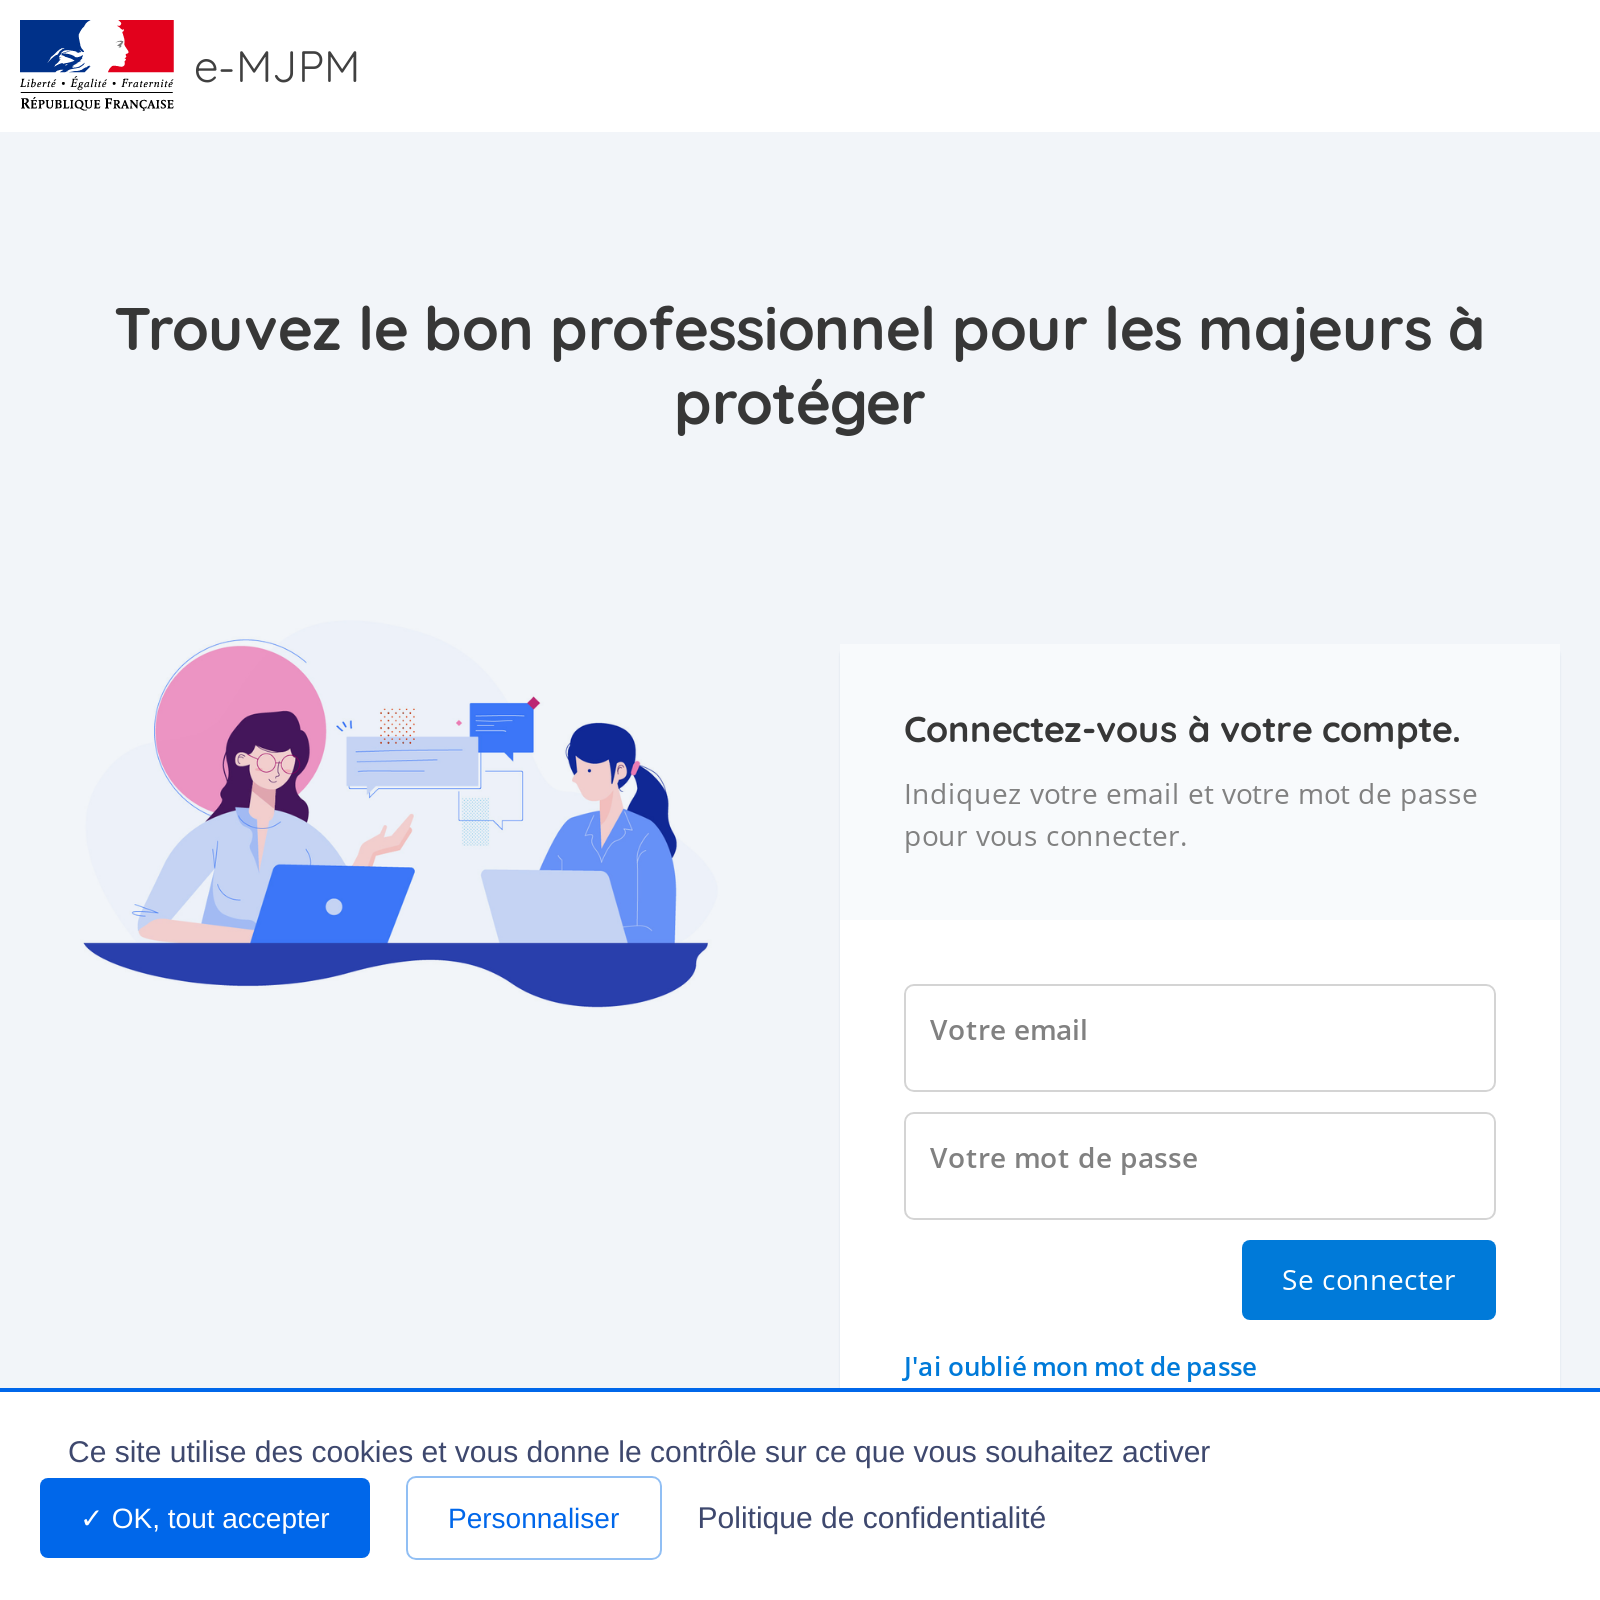 Liberté • Égalité • Fraternité
RÉPUBLIQUE FRANÇAISE
e-MJPM
Trouvez le bon professionnel pour les majeurs à
protéger
Connectez-vous à votre compte.
Indiquez votre email et votre mot de passe
pour vous connecter.
Votre email
Votre mot de passe
Se connecter
J'ai oublié mon mot de passe
Ce site utilise des cookies et vous donne le contrôle sur ce que vous souhaitez activer
✓ OK, tout accepter
Personnaliser
Politique de confidentialité